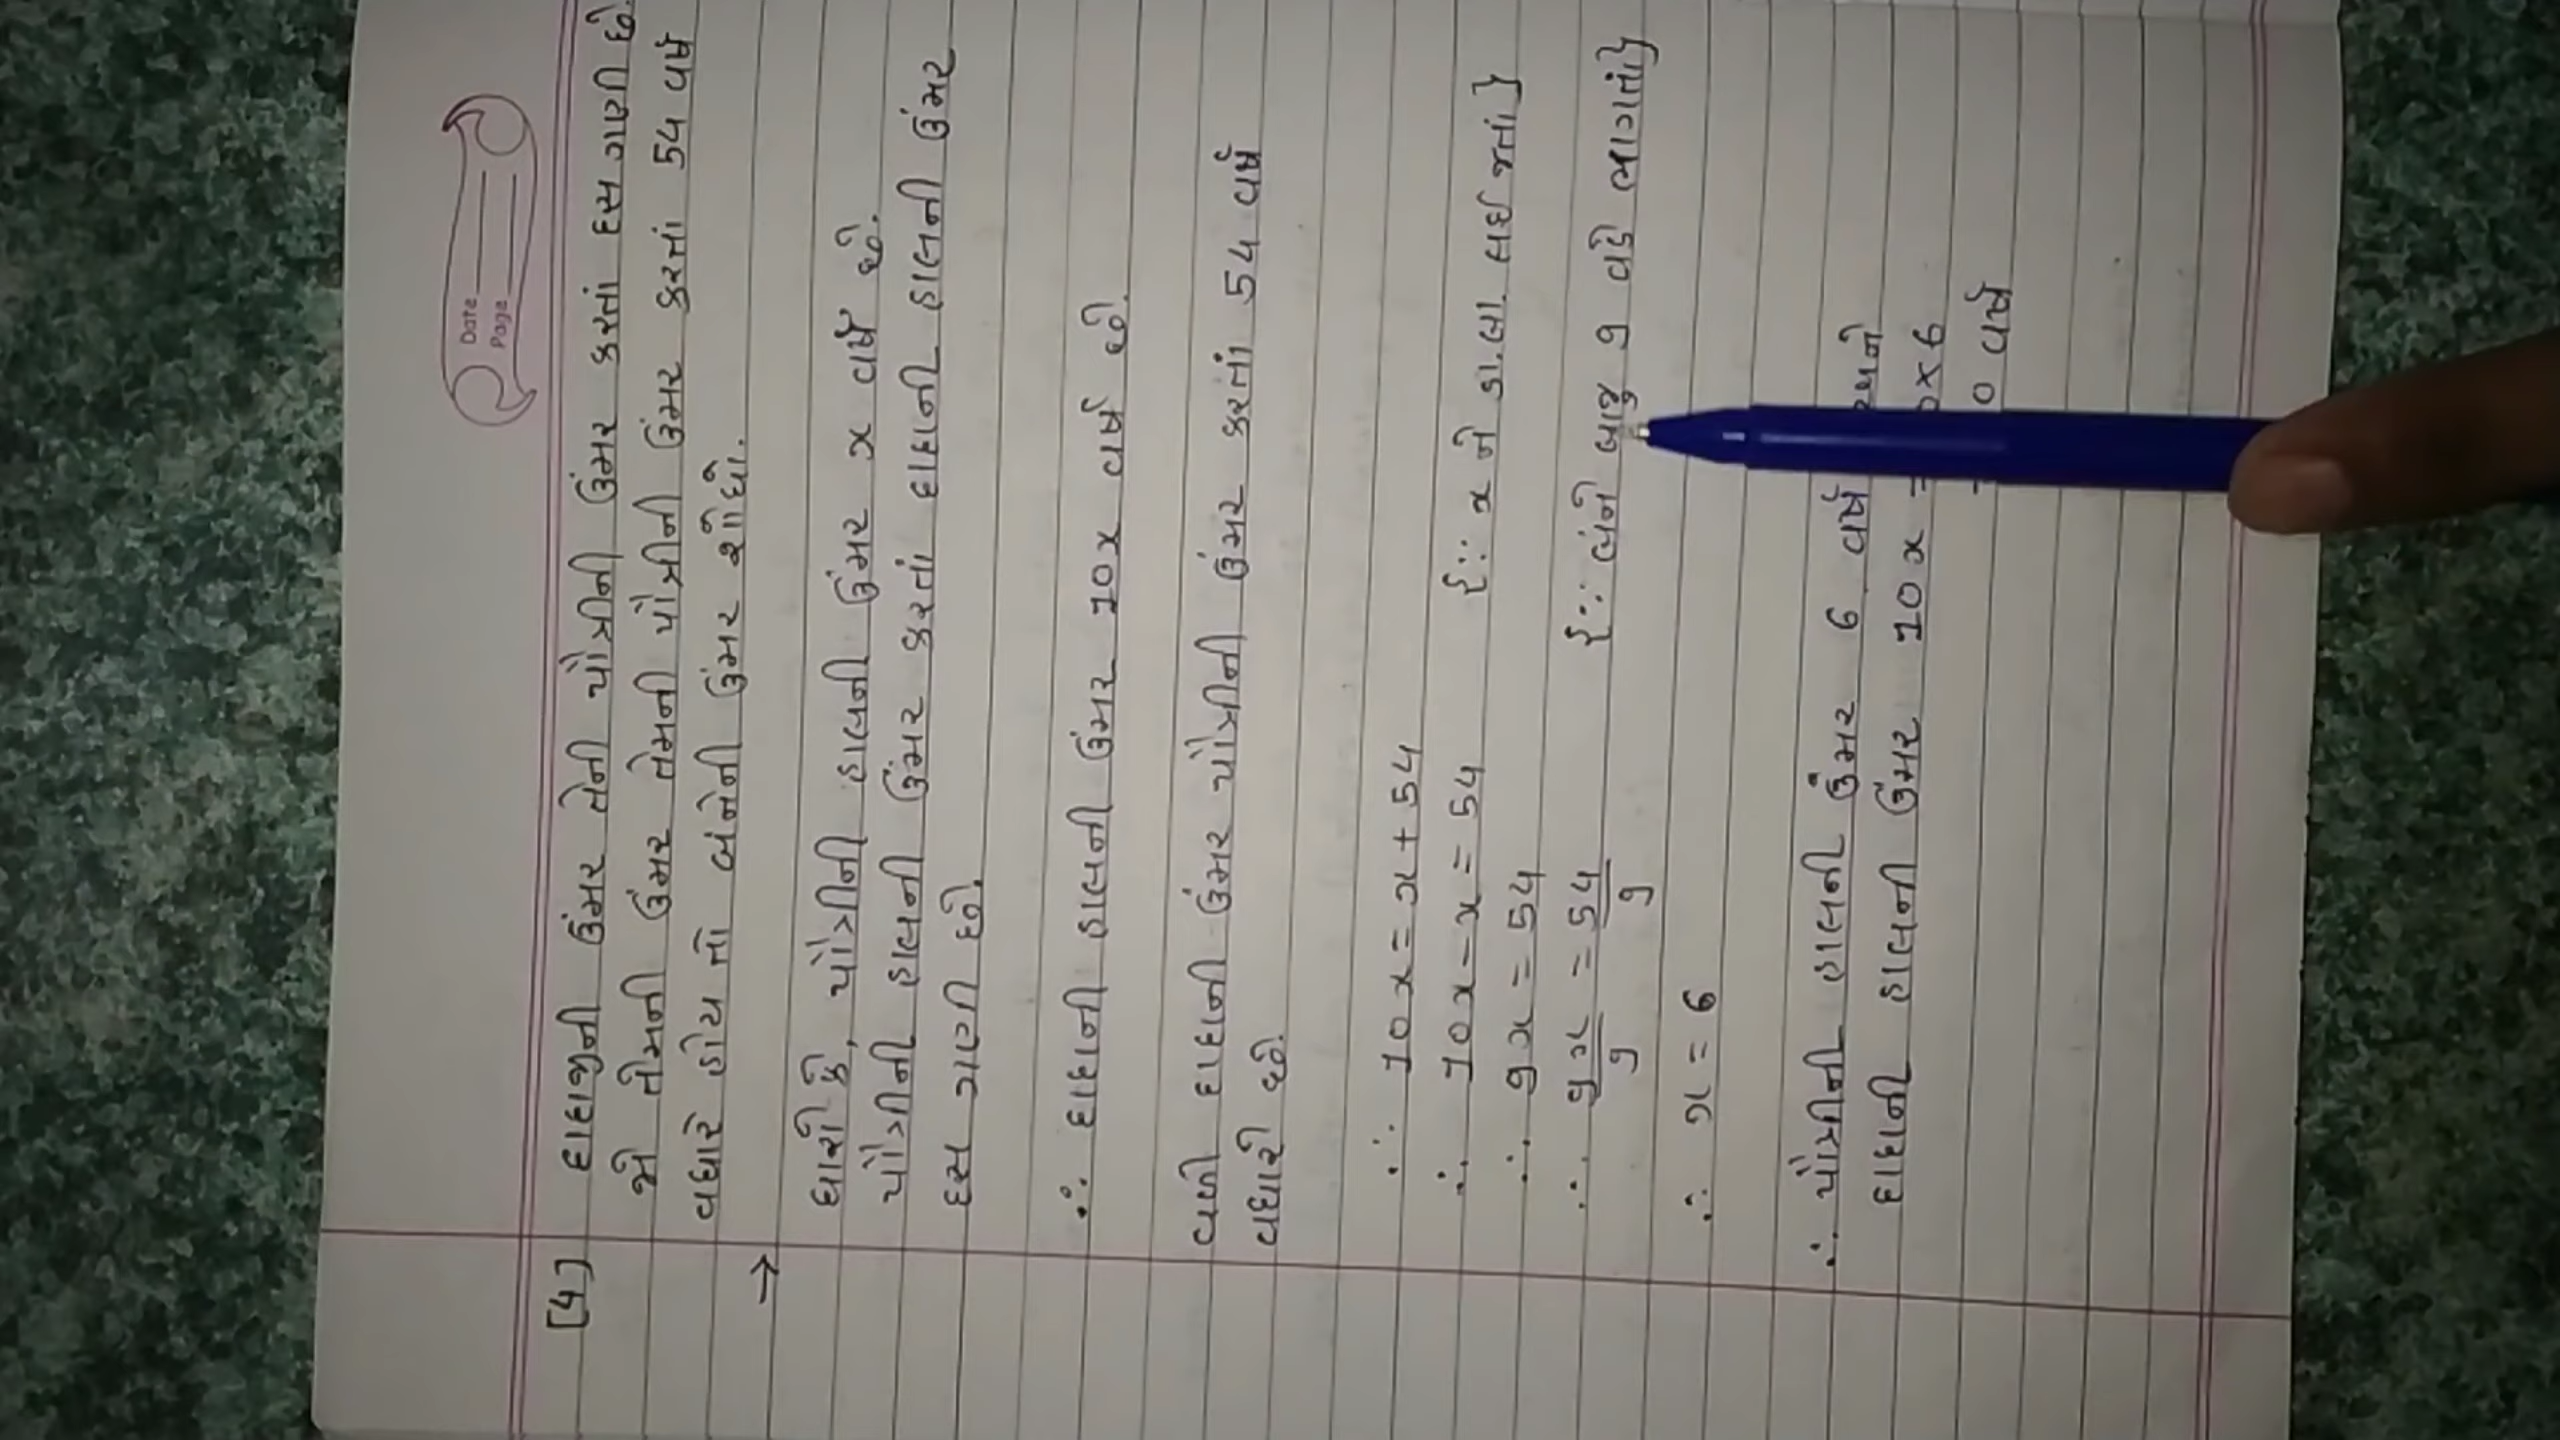 Date
Page
[4] દાદાજીની ઉંમર તેની પૌત્રીની ઉંમર કરતાં દસ ગણી છે.
જો તેમની ઉંમર તેમની પૌત્રીની ઉંમર કરતાં 54 વર્ષ
વધારે હોય તો બંનેની ઉંમર શોધો.
→ ધારો કે, પૌત્રીની હાલની ઉંમર x વર્ષ છે.
પૌત્રીની હાલની ઉંમર કરતાં દાદાની હાલની ઉંમર
દસ ગણી છે.
∴ દાદાની હાલની ઉંમર 10x વર્ષ છે.
વળી દાદાની ઉંમર પૌત્રીની ઉંમર કરતાં 54 વર્ષ
વધારે છે.
∴ 10x = x + 54
∴ 10x - x = 54 {∵ x ને ડા.બા. લઈ જતાં}
∴ 9x = 54
∴ 9x/9 = 54/9 {∵ બંને બાજુ 9 વડે ભાગતાં}
∴ x = 6
∴ પૌત્રીની હાલની ઉંમર 6 વર્ષ
દાદાની હાલની ઉંમર 10x = × 6
0 વર્ષ